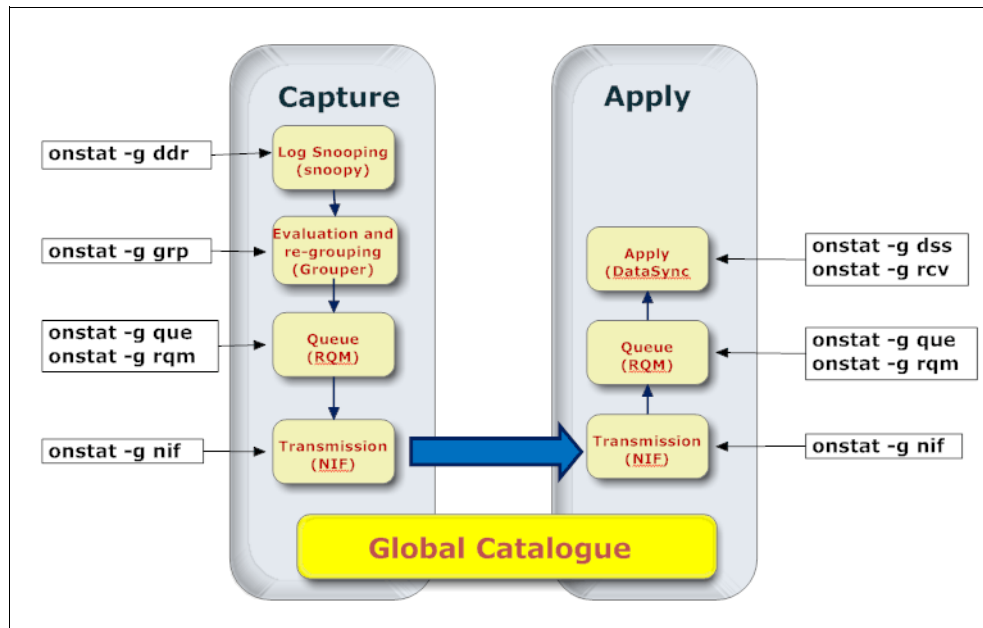 Capture
onstat -g ddr
Log Snooping
(snoopy)
onstat -g grp
Evaluation and
re-grouping
(Grouper)
onstat -g que
onstat -g rqm
Queue
(RQM)
onstat -g nif
Transmission
(NIF)
Apply
Apply
(DataSync
onstat -g dss
onstat -g rcv
Queue
(RQM)
onstat -g que
onstat -g rqm
Transmission
(NIF)
onstat -g nif
Global Catalogue